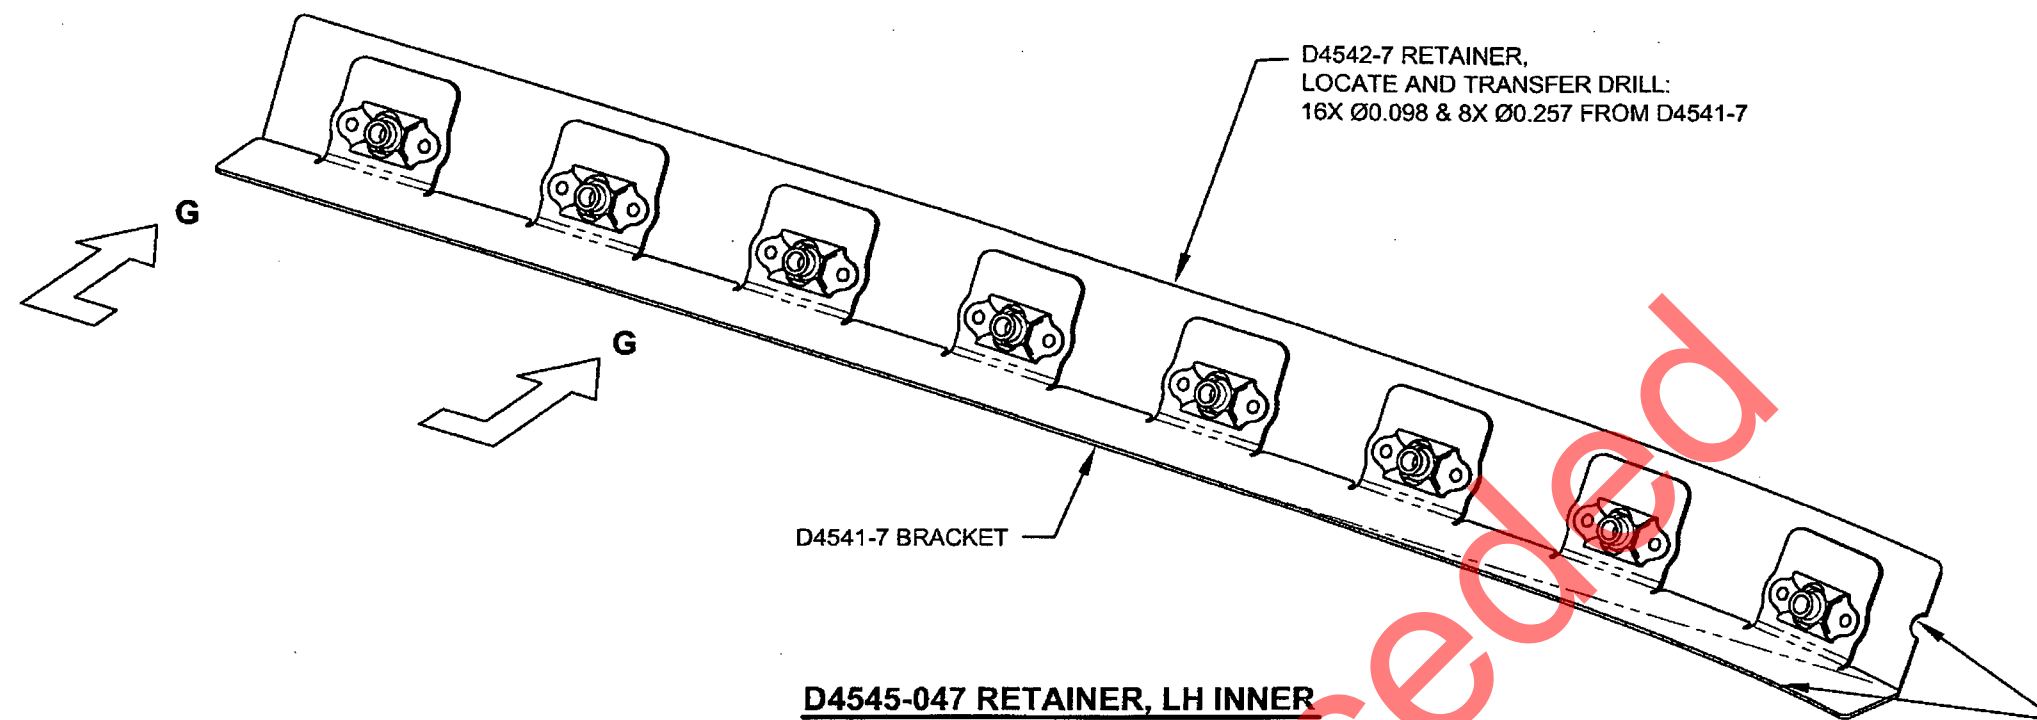 D4542-7 RETAINER,
LOCATE AND TRANSFER DRILL:
16X Ø0.098 & 8X Ø0.257 FROM D4541-7
G
G
D4541-7 BRACKET
D4545-047 RETAINER, LH INNER